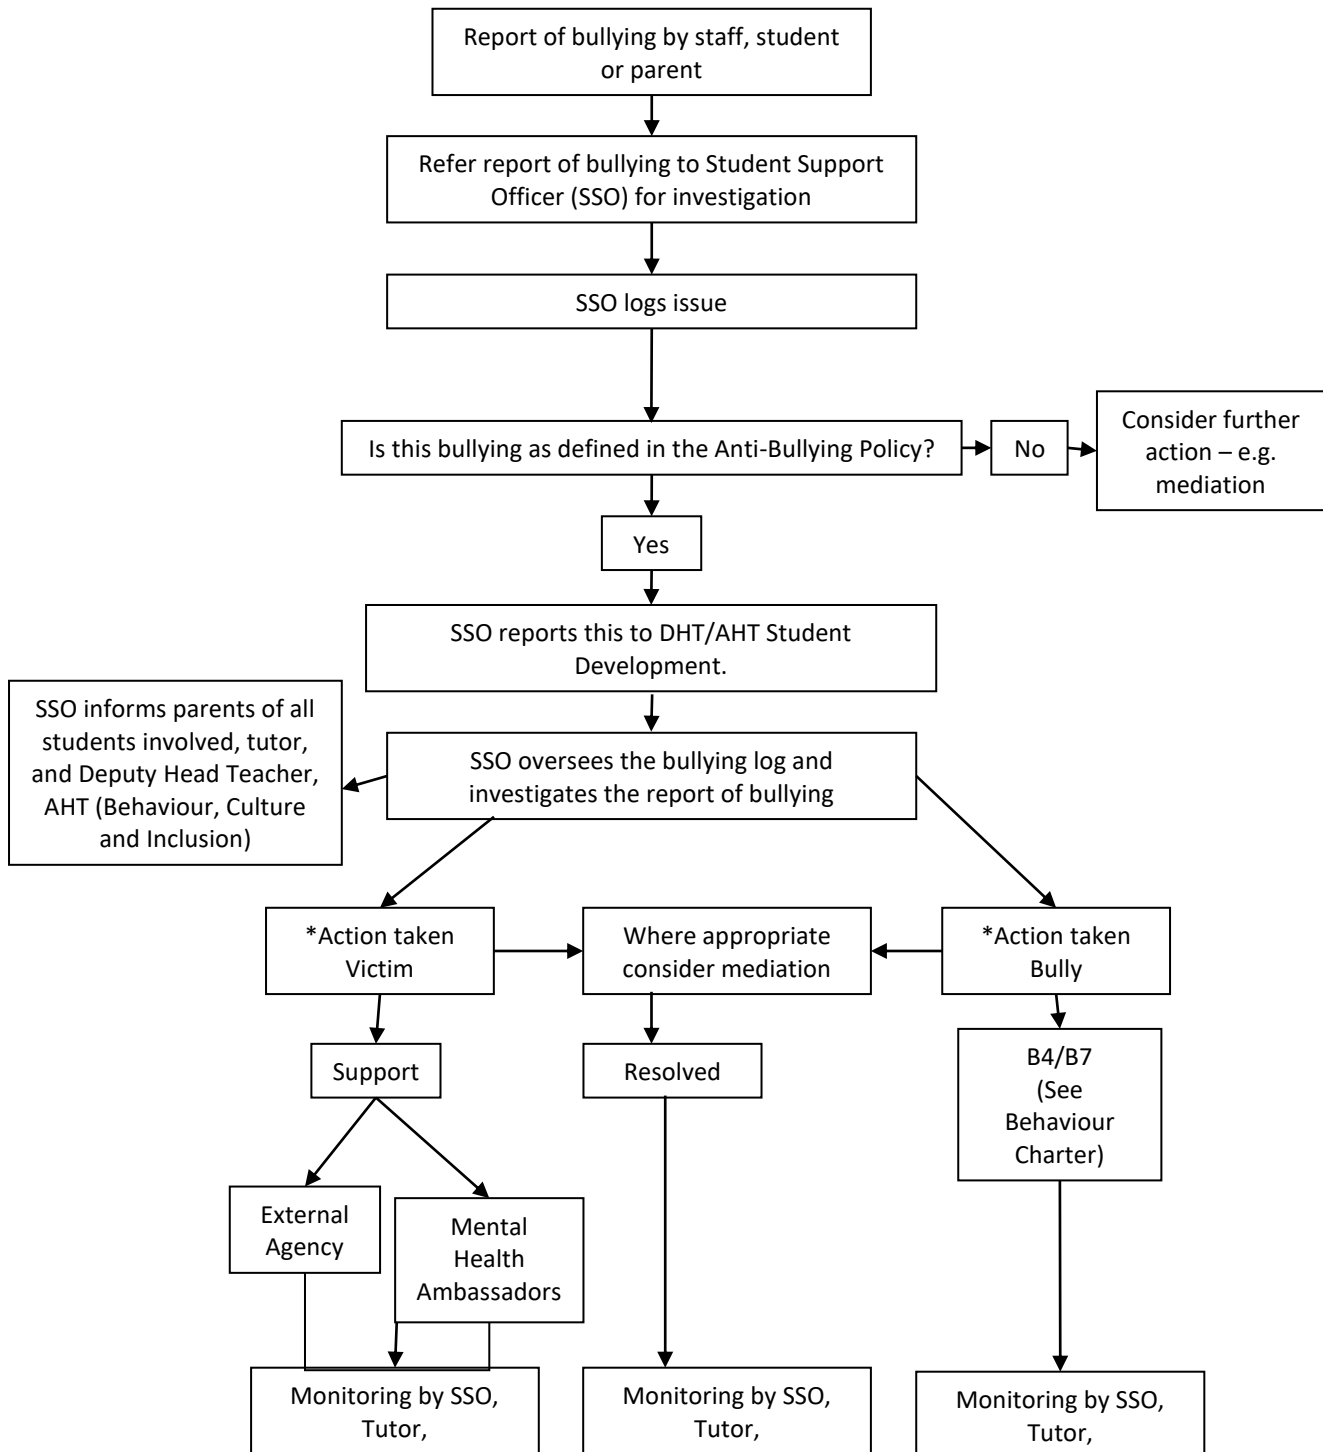 Report of bullying by staff, student
or parent
Refer report of bullying to Student Support
Officer (SSO) for investigation
SSO logs issue
Is this bullying as defined in the Anti-Bullying Policy?
No
Consider further
action – e.g.
mediation
Yes
SSO reports this to DHT/AHT Student
Development.
SSO informs parents of all
students involved, tutor,
and Deputy Head Teacher,
AHT (Behaviour, Culture
and Inclusion)
SSO oversees the bullying log and
investigates the report of bullying
*Action taken
Victim
Where appropriate
consider mediation
*Action taken
Bully
Support
Resolved
B4/B7
(See
Behaviour
Charter)
External
Agency
Mental
Health
Ambassadors
Monitoring by SSO,
Tutor,
Monitoring by SSO,
Tutor,
Monitoring by SSO,
Tutor,